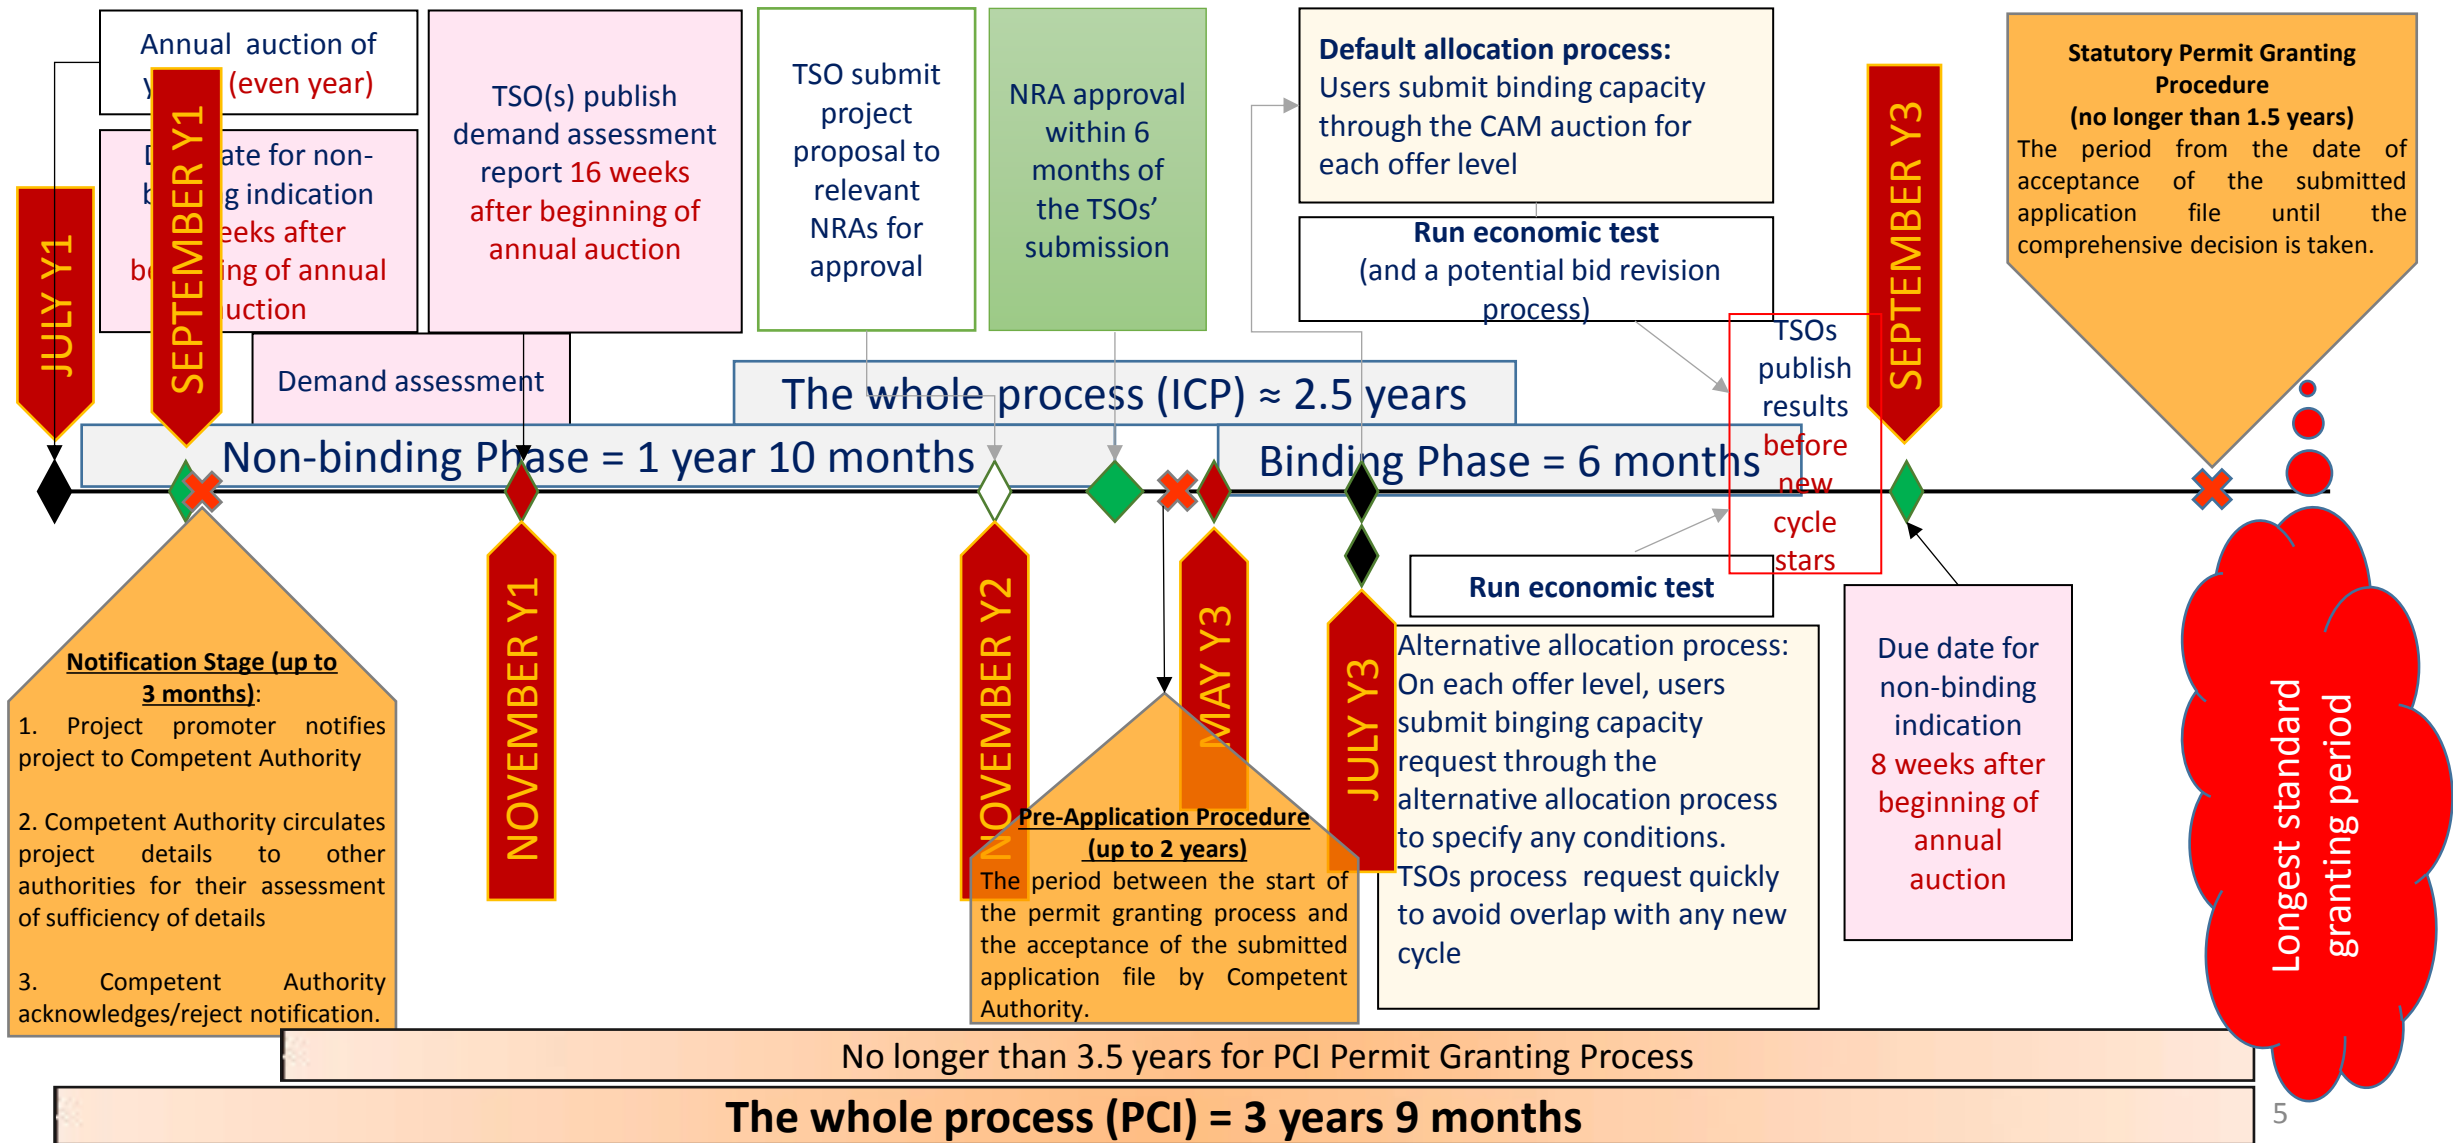 Annual auction of
(even year)
JULY Y1
SEPTEMBER Y1
ate for non-
g indication
eeks after
ing of annual
uction
TSO(s) publish
demand assessment
report 16 weeks
after beginning of
annual auction
TSO submit
project
proposal to
relevant
NRAs for
approval
NRA approval
within 6
months of
the TSOs’
submission
Default allocation process:
Users submit binding capacity
through the CAM auction for
each offer level
Run economic test
(and a potential bid revision
process)
TSOs
publish
results
before
new
cycle
stars
SEPTEMBER Y3
Statutory Permit Granting
Procedure
(no longer than 1.5 years)
The period from the date of
acceptance of the submitted
application file until the
comprehensive decision is taken.
Demand assessment
The whole process (ICP) ≈ 2.5 years
Non-binding Phase = 1 year 10 months
Binding Phase = 6 months
Notification Stage (up to
3 months):
1. Project promoter notifies
project to Competent Authority
2. Competent Authority circulates
project details to other
authorities for their assessment
of sufficiency of details
3. Competent Authority
acknowledges/reject notification.
NOVEMBER Y1
NOVEMBER Y2
Pre-Application Procedure
(up to 2 years)
The period between the start of
the permit granting process and
the acceptance of the submitted
application file by Competent
Authority.
MAY Y3
JULY Y3
Run economic test
Alternative allocation process:
On each offer level, users
submit binging capacity
request through the
alternative allocation process
to specify any conditions.
TSOs process request quickly
to avoid overlap with any new
cycle
Due date for
non-binding
indication
8 weeks after
beginning of
annual
auction
Longest standard
granting period
No longer than 3.5 years for PCI Permit Granting Process
The whole process (PCI) = 3 years 9 months
5